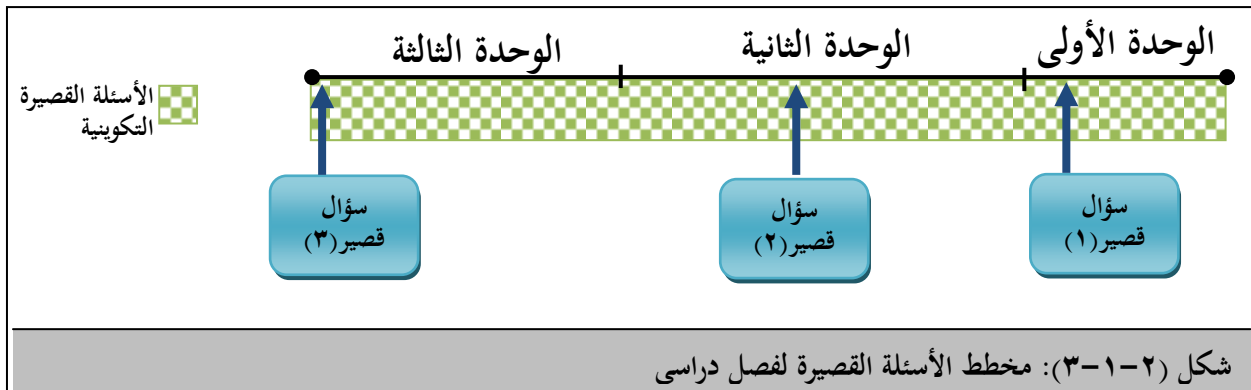 الوحدة الأولى
الوحدة الثانية
الوحدة الثالثة
الأسئلة القصيرة
التكوينية
سؤال
قصير(١)
سؤال
قصير(٢)
سؤال
قصير(٣)
شكل (٢-١-٣): مخطط الأسئلة القصيرة لفصل دراسي